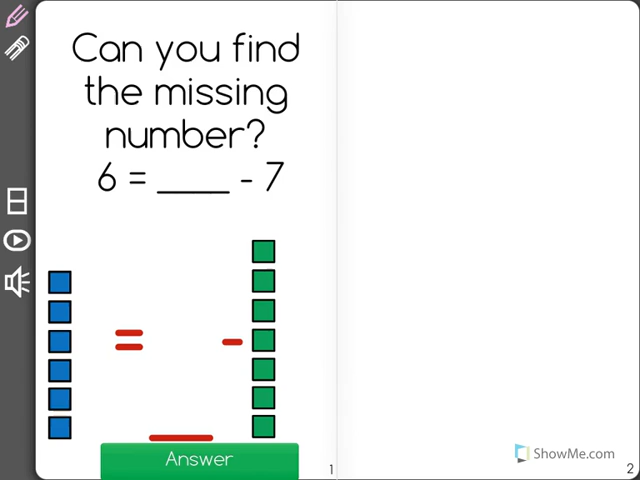 Can you find
the missing
number?
6 = ____ - 7
= -
Answer
1
ShowMe.com
2